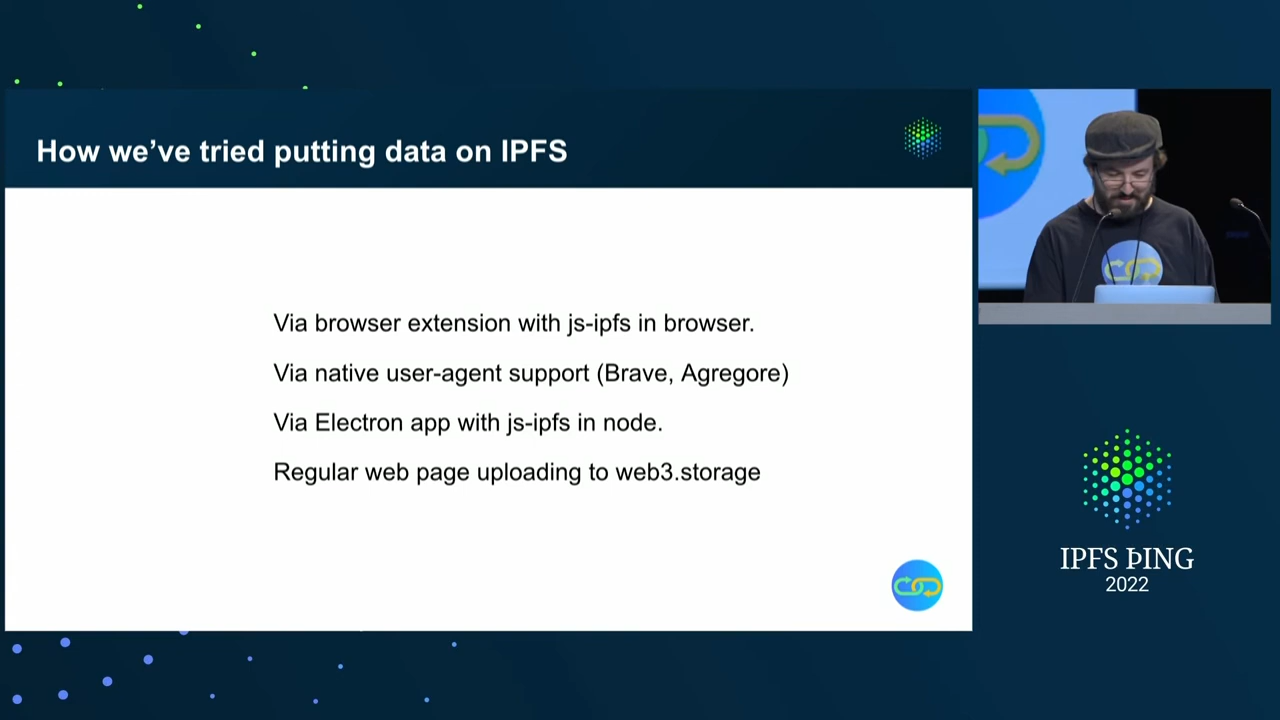 How we've tried putting data on IPFS
Via browser extension with js-ipfs in browser.
Via native user-agent support (Brave, Agregore)
Via Electron app with js-ipfs in node.
Regular web page uploading to web3.storage
IPFS ÞING
2022